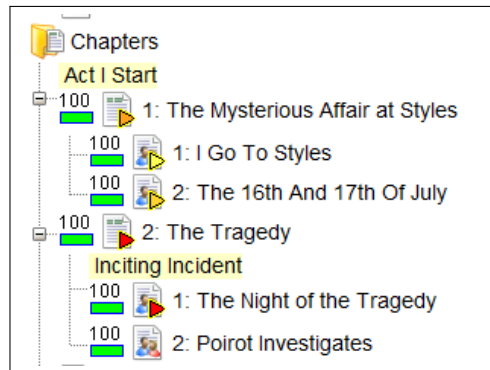 Chapters
Act I Start
100 1: The Mysterious Affair at Styles
100 1: I Go To Styles
100 2: The 16th And 17th Of July
100 2: The Tragedy
Inciting Incident
100 1: The Night of the Tragedy
100 2: Poirot Investigates